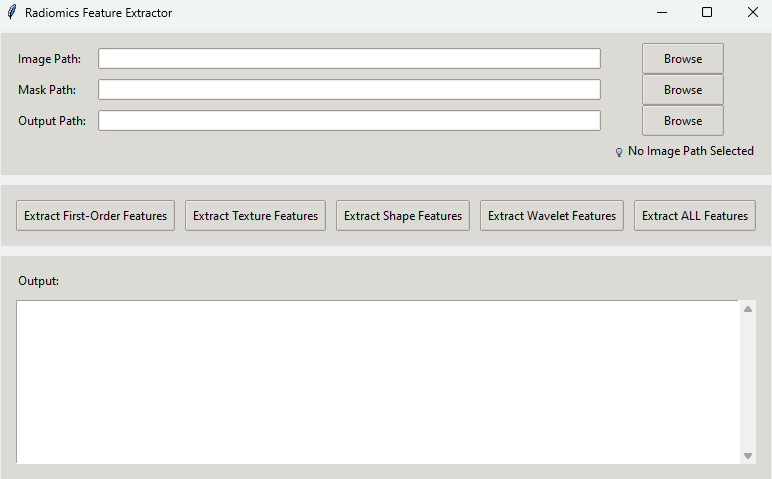 Radiomics Feature Extractor
Image Path: Browse
Mask Path: Browse
Output Path: Browse
No Image Path Selected
Extract First-Order Features Extract Texture Features Extract Shape Features Extract Wavelet Features Extract ALL Features
Output: